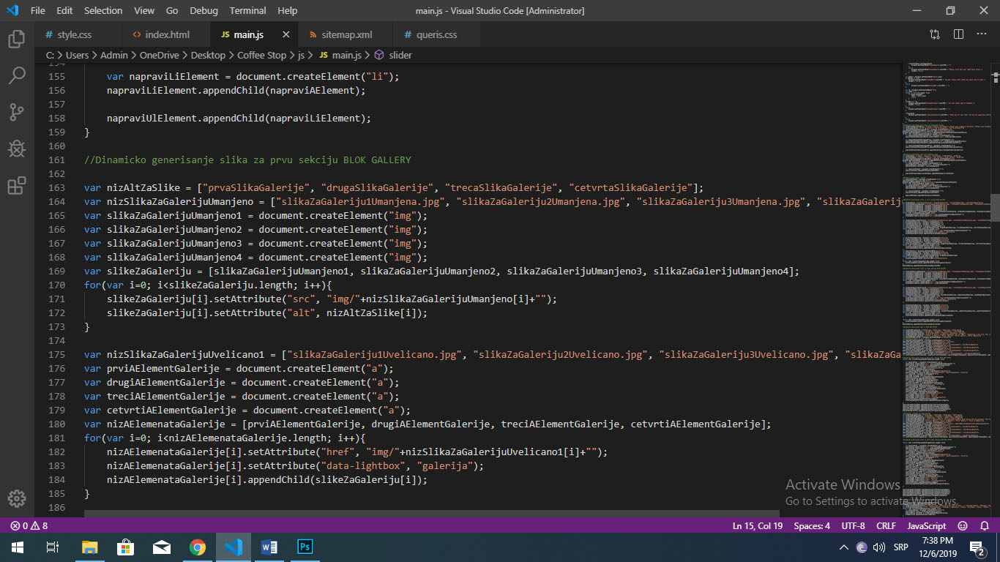 File Edit Selection View Go Debug Terminal Help main.js - Visual Studio Code [Administrator]
# style.css <> index.html JS main.js sitemap.xml # queris.css
C: > Users > Admin > OneDrive > Desktop > Coffee Stop > js > JS main.js > slider
154
155 var napraviLiElement = document.createElement("li");
156 napraviLiElement.appendChild(napraviAElement);
157
158 napraviUlElement.appendChild(napraviLiElement);
159 }
160
161 //Dinamicko generisanje slika za prvu sekciju BLOK GALLERY
162
163 var nizAltZaSlike = ["prvaSlikaGalerije", "drugaSlikaGalerije", "trecaSlikaGalerije", "cetvrtaSlikaGalerije"];
164 var nizSlikaZaGalerijuUmanjeno = ["slikaZaGaleriju1Umanjena.jpg", "slikaZaGaleriju2Umanjena.jpg", "slikaZaGaleriju3Umanjena.jpg", "slikaZaGalerij
165 var slikaZaGalerijuUmanjeno1 = document.createElement("img");
166 var slikaZaGalerijuUmanjeno2 = document.createElement("img");
167 var slikaZaGalerijuUmanjeno3 = document.createElement("img");
168 var slikaZaGalerijuUmanjeno4 = document.createElement("img");
169 var slikeZaGaleriju = [slikaZaGalerijuUmanjeno1, slikaZaGalerijuUmanjeno2, slikaZaGalerijuUmanjeno3, slikaZaGalerijuUmanjeno4];
170 for(var i=0; i<slikeZaGaleriju.length; i++){
171 slikeZaGaleriju[i].setAttribute("src", "img/"+nizSlikaZaGalerijuUmanjeno[i]+"");
172 slikeZaGaleriju[i].setAttribute("alt", nizAltZaSlike[i]);
173 }
174
175 var nizSlikaZaGalerijuUvelicano1 = ["slikaZaGaleriju1Uvelicano.jpg", "slikaZaGaleriju2Uvelicano.jpg", "slikaZaGaleriju3Uvelicano.jpg", "slikaZaGa
176 var prviAElementGalerije = document.createElement("a");
177 var drugiAElementGalerije = document.createElement("a");
178 var treciAElementGalerije = document.createElement("a");
179 var cetvrtiAElementGalerije = document.createElement("a");
180 var nizAElemenataGalerije = [prviAElementGalerije, drugiAElementGalerije, treciAElementGalerije, cetvrtiAElementGalerije];
181 for(var i=0; i<nizAElemenataGalerije.length; i++){
182 nizAElemenataGalerije[i].setAttribute("href", "img/"+nizSlikaZaGalerijuUvelicano1[i]+"");
183 nizAElemenataGalerije[i].setAttribute("data-lightbox", "galerija");
184 nizAElemenataGalerije[i].appendChild(slikeZaGaleriju[i]);
185 }
186
Activate Windows
Go to Settings to activate Windows.
0 8 Ln 15, Col 19 Spaces: 4 UTF-8 CRLF JavaScript
W Ps SRP 7:38 PM
12/6/2019 2